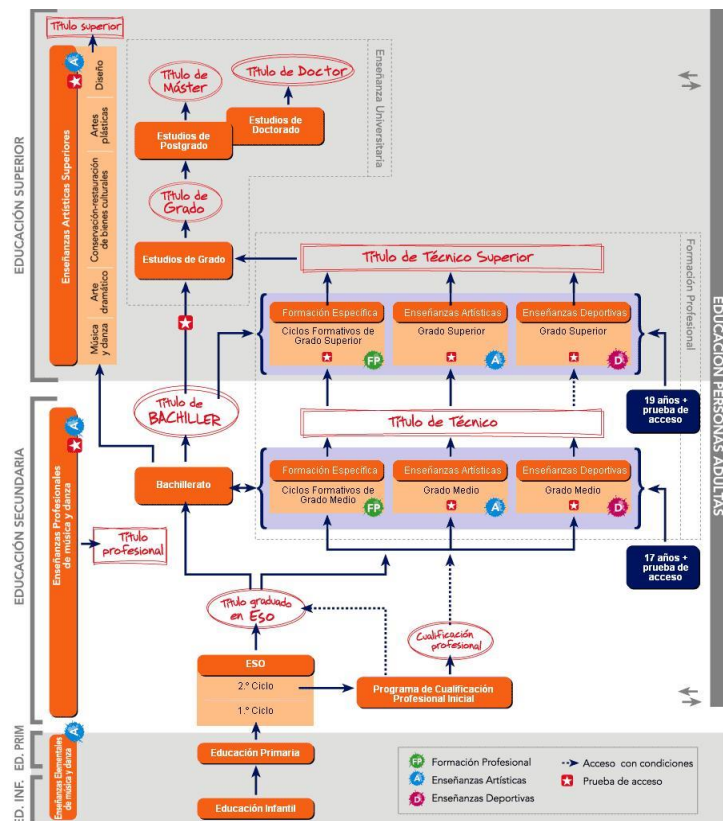 Título superior
EDUCACIÓN SUPERIOR
Enseñanzas Artísticas Superiores
A
Diseño
Artes
plásticas
Conservación-restauración
de bienes culturales
Arte
dramático
Música
y danza
Enseñanza Universitaria
Título de
Máster
Título de Doctor
Estudios de
Postgrado
Estudios de
Doctorado
Título de
Grado
Estudios de Grado
Formación Profesional
Título de Técnico Superior
Formación Específica
Ciclos Formativos de
Grado Superior
FP
Enseñanzas Artísticas
Grado Superior
A
Enseñanzas Deportivas
Grado Superior
D
19 años +
prueba de
acceso
EDUCACIÓN PERSONAS ADULTAS
EDUCACIÓN SECUNDARIA
Enseñanzas Profesionales
de música y danza
A
Título
profesional
Título de
BACHILLER
Bachillerato
Título de Técnico
Formación Específica
Ciclos Formativos de
Grado Medio
FP
Enseñanzas Artísticas
Grado Medio
A
Enseñanzas Deportivas
Grado Medio
D
17 años +
prueba de
acceso
Título graduado
en ESO
Cualificación
profesional
ESO
2.º Ciclo
1.º Ciclo
Programa de Cualificación
Profesional Inicial
ED. PRIM
Educación Primaria
ED. INF.
Educación Infantil
Enseñanzas Elementales
de música y danza
A
FP Formación Profesional
A Enseñanzas Artísticas
D Enseñanzas Deportivas
Acceso con condiciones
Prueba de acceso